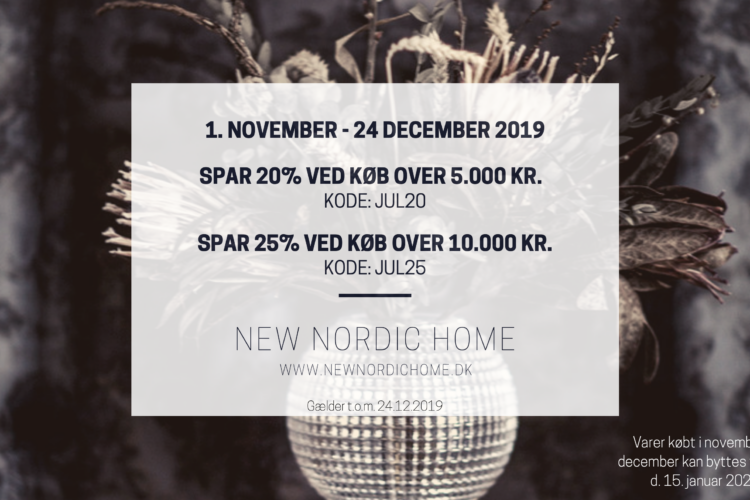 1. NOVEMBER - 24 DECEMBER 2019
SPAR 20% VED KØB OVER 5.000 KR.
KODE: JUL20
SPAR 25% VED KØB OVER 10.000 KR.
KODE: JUL25
NEW NORDIC HOME
WWW.NEWNORDICHOME.DK
Gælder t.o.m. 24.12.2019
Varer købt i novemb
december kan byttes
d. 15. januar 202